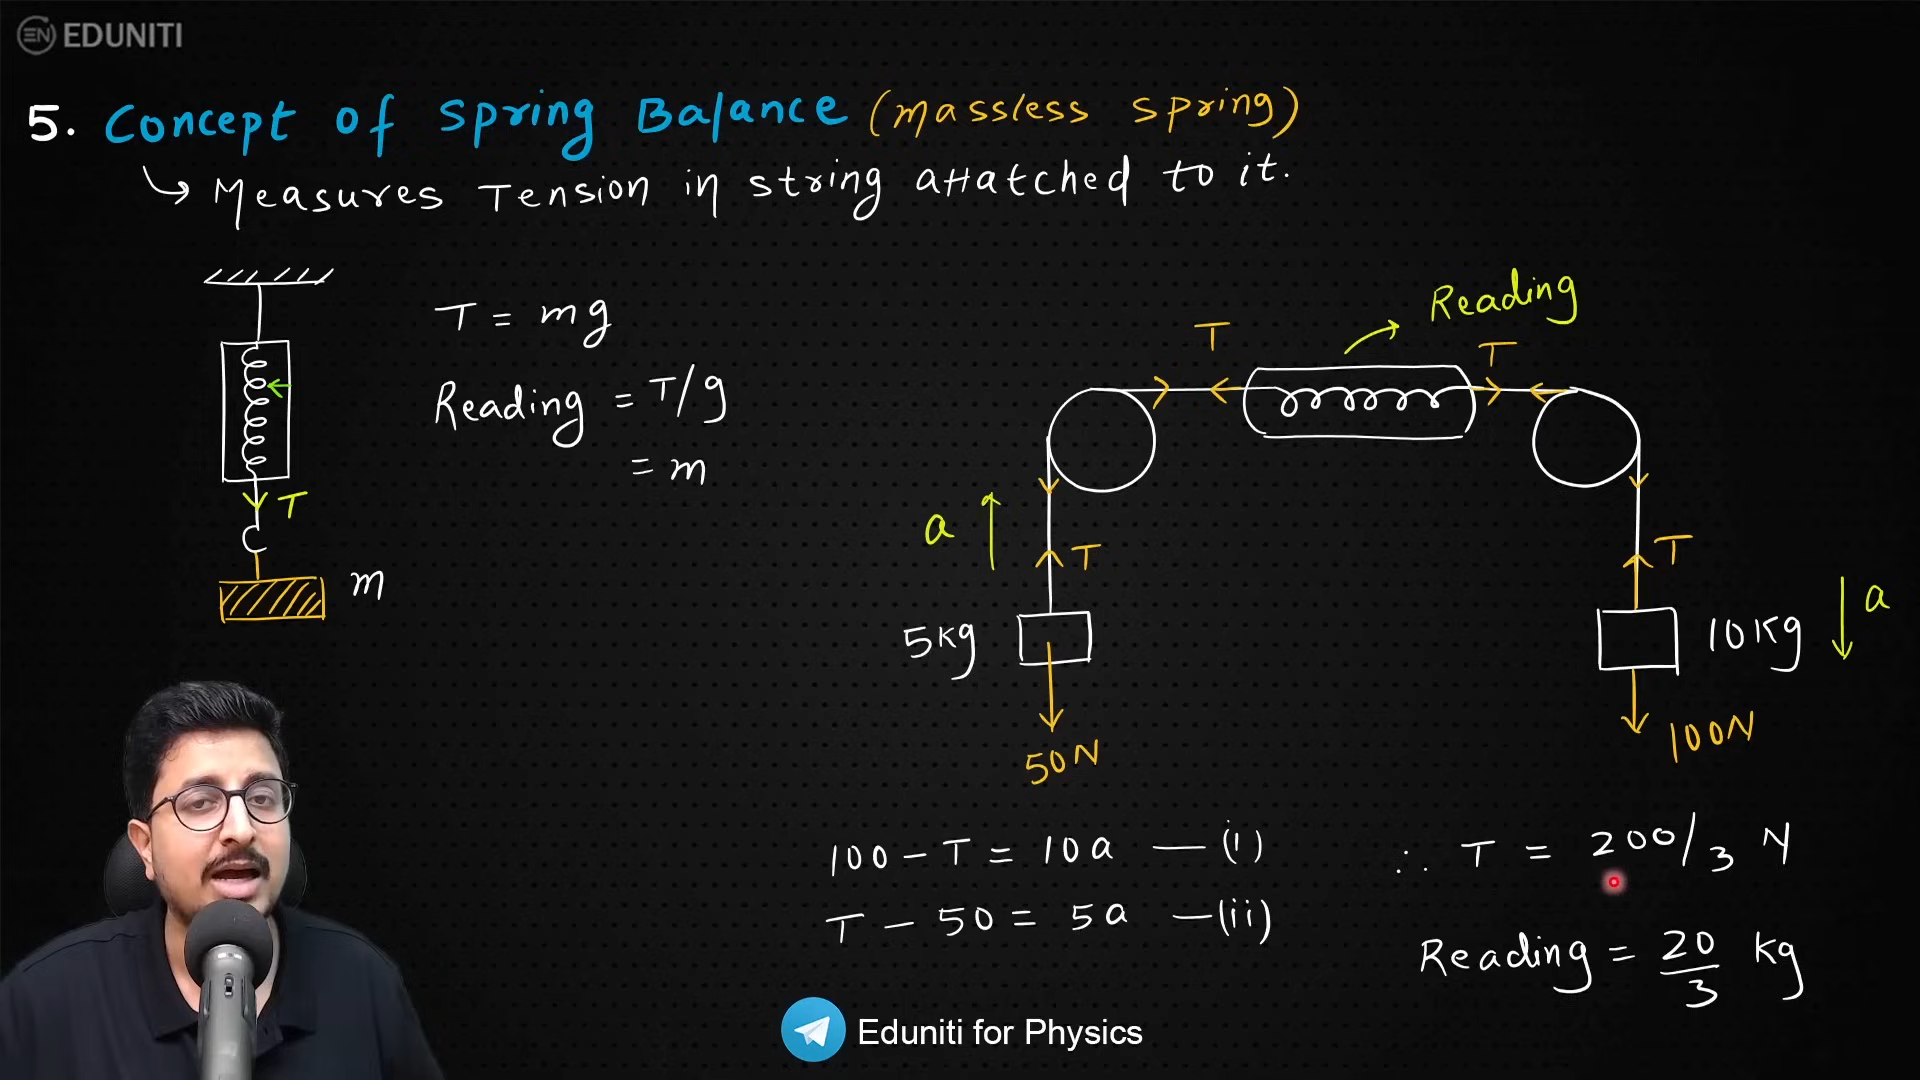 EN EDUNITI
5. Concept of Spring Balance (massless spring)
↳ Measures Tension in string attatched to it.
T = mg
Reading = T/g
= m
T
m
Reading
T
T
a
T
T
a
5kg
10kg
50N
100N
100 - T = 10a — (i)
T - 50 = 5a — (ii)
∴ T = 200/3 N
Reading = 20/3 kg
Eduniti for Physics